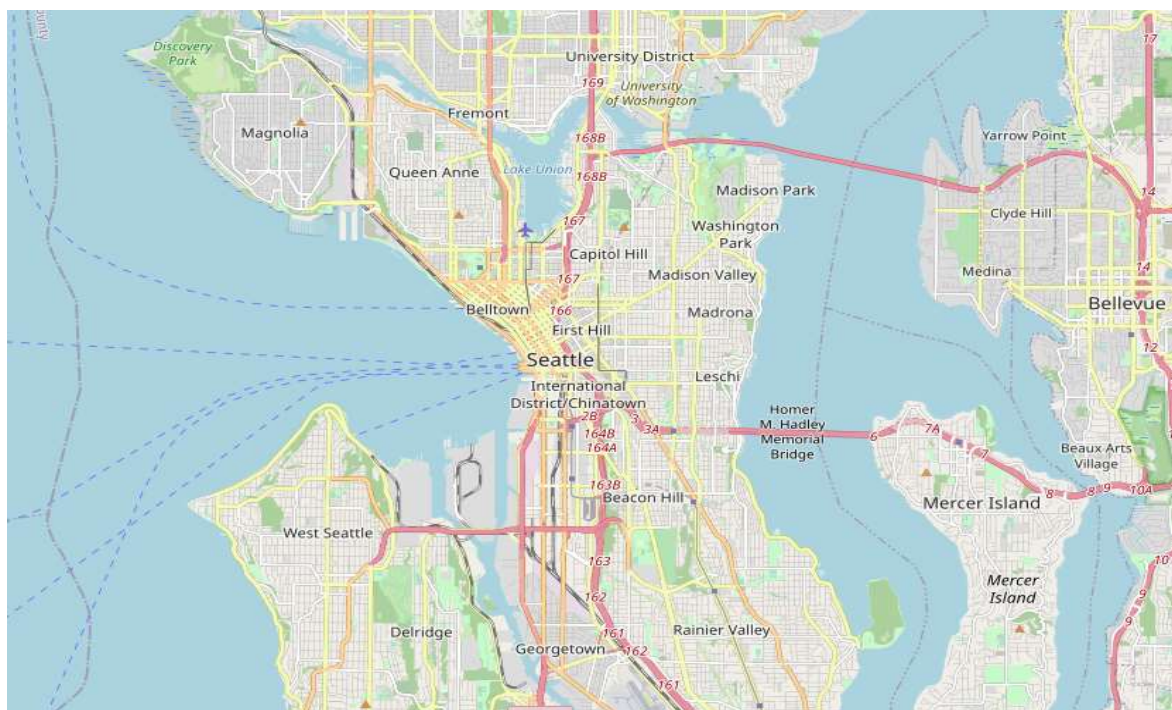 County
Discovery
Park
17
University District
169
University
of Washington
Fremont
Magnolia
168B
Yarrow Point
Lake Union
Queen Anne
168B
Madison Park
14
167
Clyde Hill
Washington
Park
Capitol Hill
14
167
Madison Valley
Medina
Bellevue
Belltown
166
Madrona
First Hill
12
Seattle
Leschi
International
District/Chinatown
2B
3
3A
Homer
M. Hadley
Memorial
Bridge
6
7A
7
164B
164A
Beaux Arts
Village
163B
Beacon Hill
8
8
9
10A
Mercer Island
West Seattle
163
10
Mercer
Island
9
162
9
Delridge
161
Rainier Valley
Georgetown
162
161